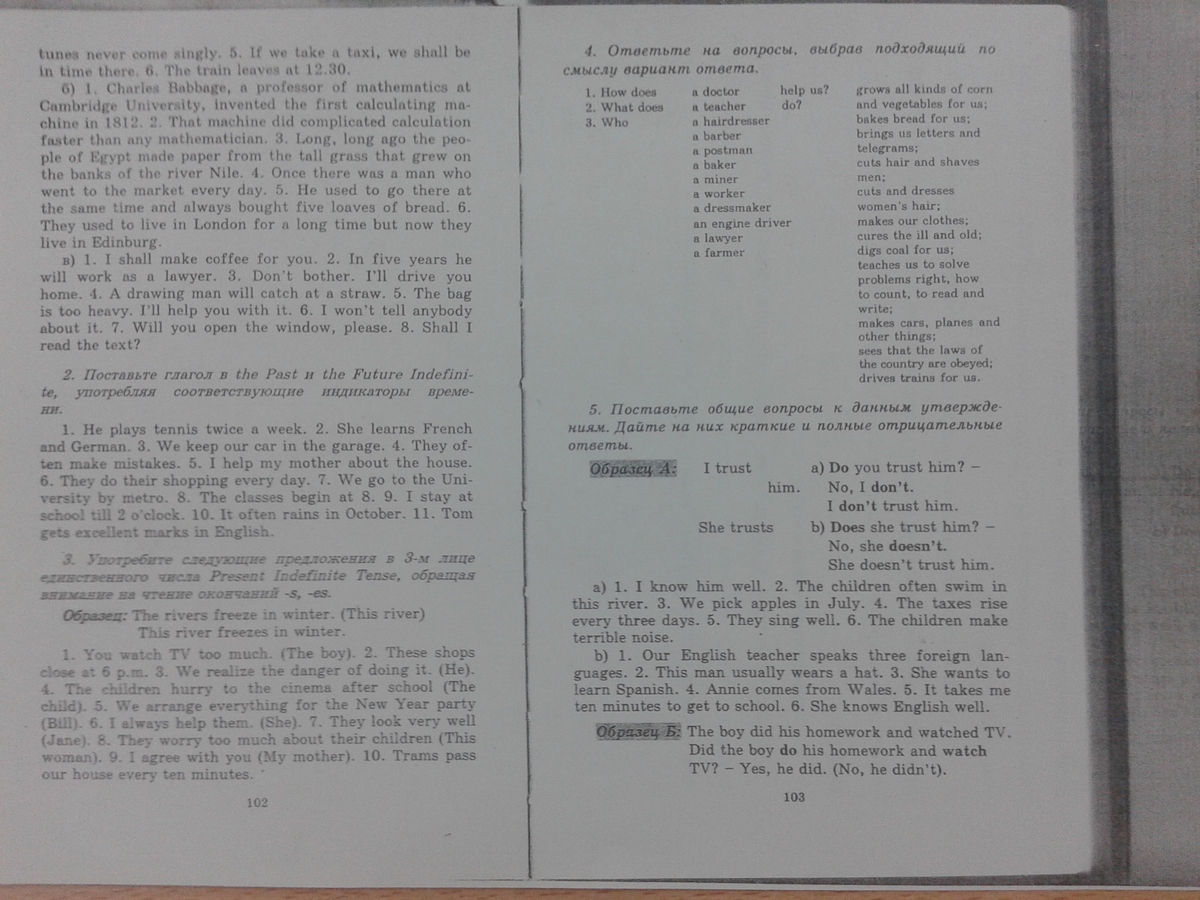 tunes never come singly. 5. If we take a taxi, we shall be
in time there. 6. The train leaves at 12.30.
б) 1. Charles Babbage, a professor of mathematics at
Cambridge University, invented the first calculating ma-
chine in 1812. 2. That machine did complicated calculation
faster than any mathematician. 3. Long, long ago the peo-
ple of Egypt made paper from the tall grass that grew on
the banks of the river Nile. 4. Once there was a man who
went to the market every day. 5. He used to go there at
the same time and always bought five loaves of bread. 6.
They used to live in London for a long time but now they
live in Edinburg.
в) 1. I shall make coffee for you. 2. In five years he
will work as a lawyer. 3. Don't bother. I'll drive you
home. 4. A drawing man will catch at a straw. 5. The bag
is too heavy. I'll help you with it. 6. I won't tell anybody
about it. 7. Will you open the window, please. 8. Shall I
read the text?
2. Поставьте глагол в the Past и the Future Indefini-
te, употребляя соответствующие индикаторы време-
ни.
1. He plays tennis twice a week. 2. She learns French
and German. 3. We keep our car in the garage. 4. They of-
ten make mistakes. 5. I help my mother about the house.
6. They do their shopping every day. 7. We go to the Uni-
versity by metro. 8. The classes begin at 8. 9. I stay at
school till 2 o'clock. 10. It often rains in October. 11. Tom
gets excellent marks in English.
3. Употребите следующие предложения в 3-м лице
единственного числа Present Indefinite Tense, обращая
внимание на чтение окончаний -s, -es.
Образец: The rivers freeze in winter. (This river)
This river freezes in winter.
1. You watch TV too much. (The boy). 2. These shops
close at 6 p.m. 3. We realize the danger of doing it. (He).
4. The children hurry to the cinema after school (The
child). 5. We arrange everything for the New Year party
(Bill). 6. I always help them. (She). 7. They look very well
(Jane). 8. They worry too much about their children (This
woman). 9. I agree with you (My mother). 10. Trams pass
our house every ten minutes.
102
4. Ответьте на вопросы, выбрав подходящий по
смыслу вариант ответа.
1. How does a doctor help us? grows all kinds of corn
2. What does a teacher do? and vegetables for us;
3. Who a hairdresser bakes bread for us;
a barber brings us letters and
a postman telegrams;
a baker cuts hair and shaves
a miner men;
a worker cuts and dresses
a dressmaker women's hair;
an engine driver makes our clothes;
a lawyer cures the ill and old;
a farmer digs coal for us;
teaches us to solve
problems right, how
to count, to read and
write;
makes cars, planes and
other things;
sees that the laws of
the country are obeyed;
drives trains for us.
5. Поставьте общие вопросы к данным утвержде-
ниям. Дайте на них краткие и полные отрицательные
ответы.
Образец А: I trust a) Do you trust him? –
him. No, I don't.
I don't trust him.
She trusts b) Does she trust him? –
No, she doesn't.
She doesn't trust him.
a) 1. I know him well. 2. The children often swim in
this river. 3. We pick apples in July. 4. The taxes rise
every three days. 5. They sing well. 6. The children make
terrible noise.
b) 1. Our English teacher speaks three foreign lan-
guages. 2. This man usually wears a hat. 3. She wants to
learn Spanish. 4. Annie comes from Wales. 5. It takes me
ten minutes to get to school. 6. She knows English well.
Образец Б: The boy did his homework and watched TV.
Did the boy do his homework and watch
TV? – Yes, he did. (No, he didn't).
103